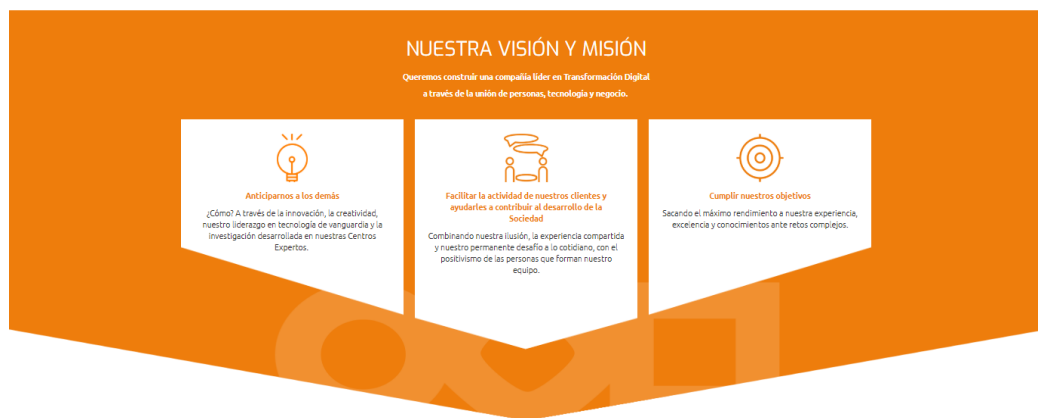 NUESTRA VISIÓN Y MISIÓN
Queremos construir una compañía líder en Transformación Digital
a través de la unión de personas, tecnología y negocio.
Anticiparnos a los demás
¿Cómo? A través de la innovación, la creatividad,
nuestro liderazgo en tecnología de vanguardia y la
investigación desarrollada en nuestras Centros
Expertos.
Facilitar la actividad de nuestros clientes y
ayudarles a contribuir al desarrollo de la
Sociedad
Combinando nuestra ilusión, la experiencia compartida
y nuestro permanente desafío a lo cotidiano, con el
positivismo de las personas que forman nuestro
equipo.
Cumplir nuestros objetivos
Sacando el máximo rendimiento a nuestra experiencia,
excelencia y conocimientos ante retos complejos.